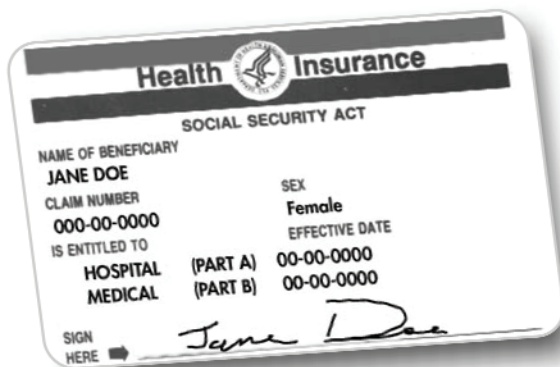 Health Insurance
SOCIAL SECURITY ACT
NAME OF BENEFICIARY
JANE DOE
CLAIM NUMBER SEX
000-00-0000 Female
IS ENTITLED TO EFFECTIVE DATE
HOSPITAL (PART A) 00-00-0000
MEDICAL (PART B) 00-00-0000
SIGN
HERE Jane Doe